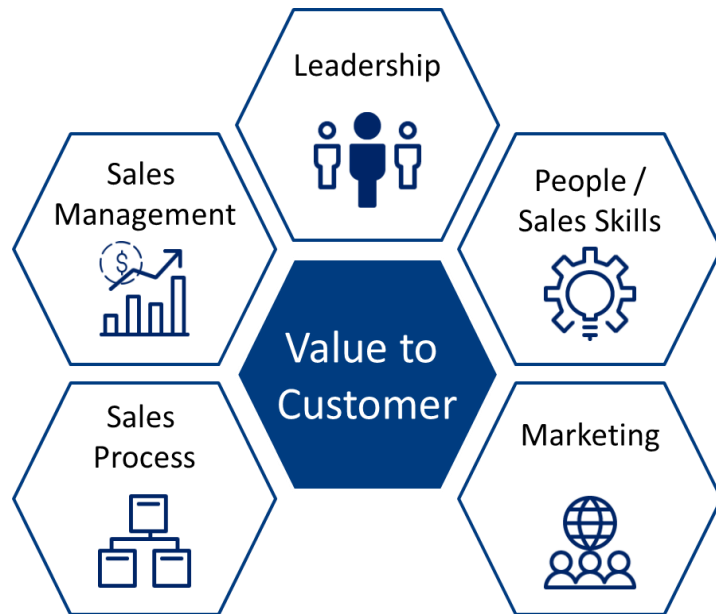 Leadership
Sales
Management
$
People /
Sales Skills
Value to
Customer
Sales
Process
Marketing